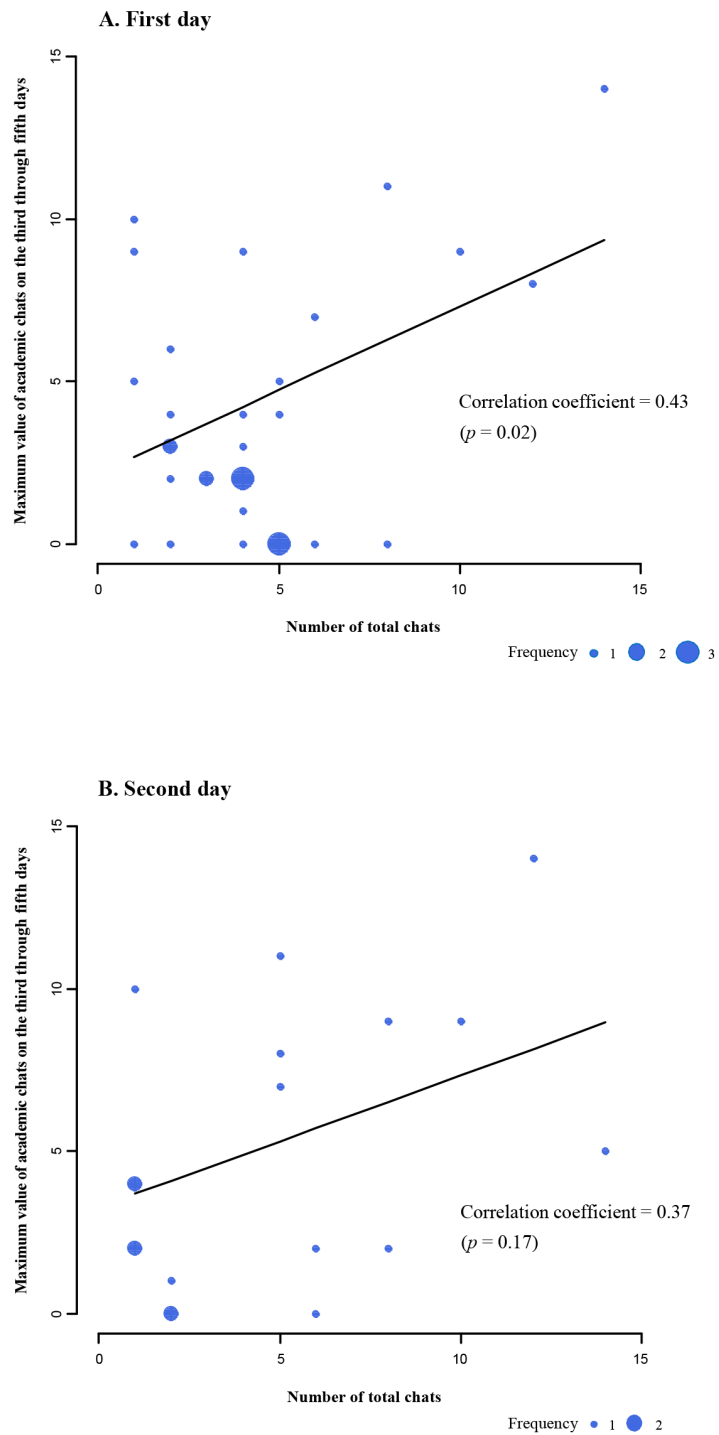 A. First day
Maximum value of academic chats on the third through fifth days
15
10
5
0
Correlation coefficient = 0.43
(p = 0.02)
0 5 10 15
Number of total chats
Frequency 1 2 3
B. Second day
Maximum value of academic chats on the third through fifth days
15
10
5
0
Correlation coefficient = 0.37
(p = 0.17)
0 5 10 15
Number of total chats
Frequency 1 2